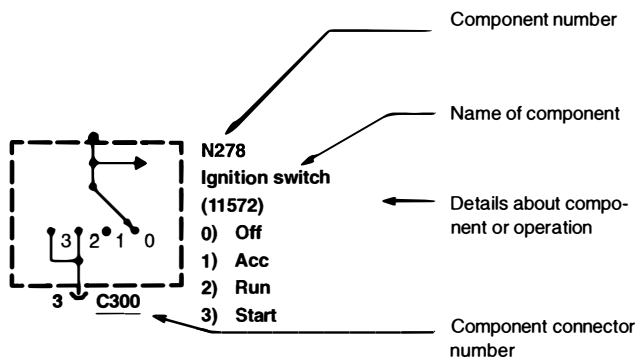 Component number
Name of component
N278
Ignition switch
(11572)
0) Off
1) Acc
2) Run
3) Start
Details about compo-
nent or operation
3 2 1 0
3 C300
Component connector
number